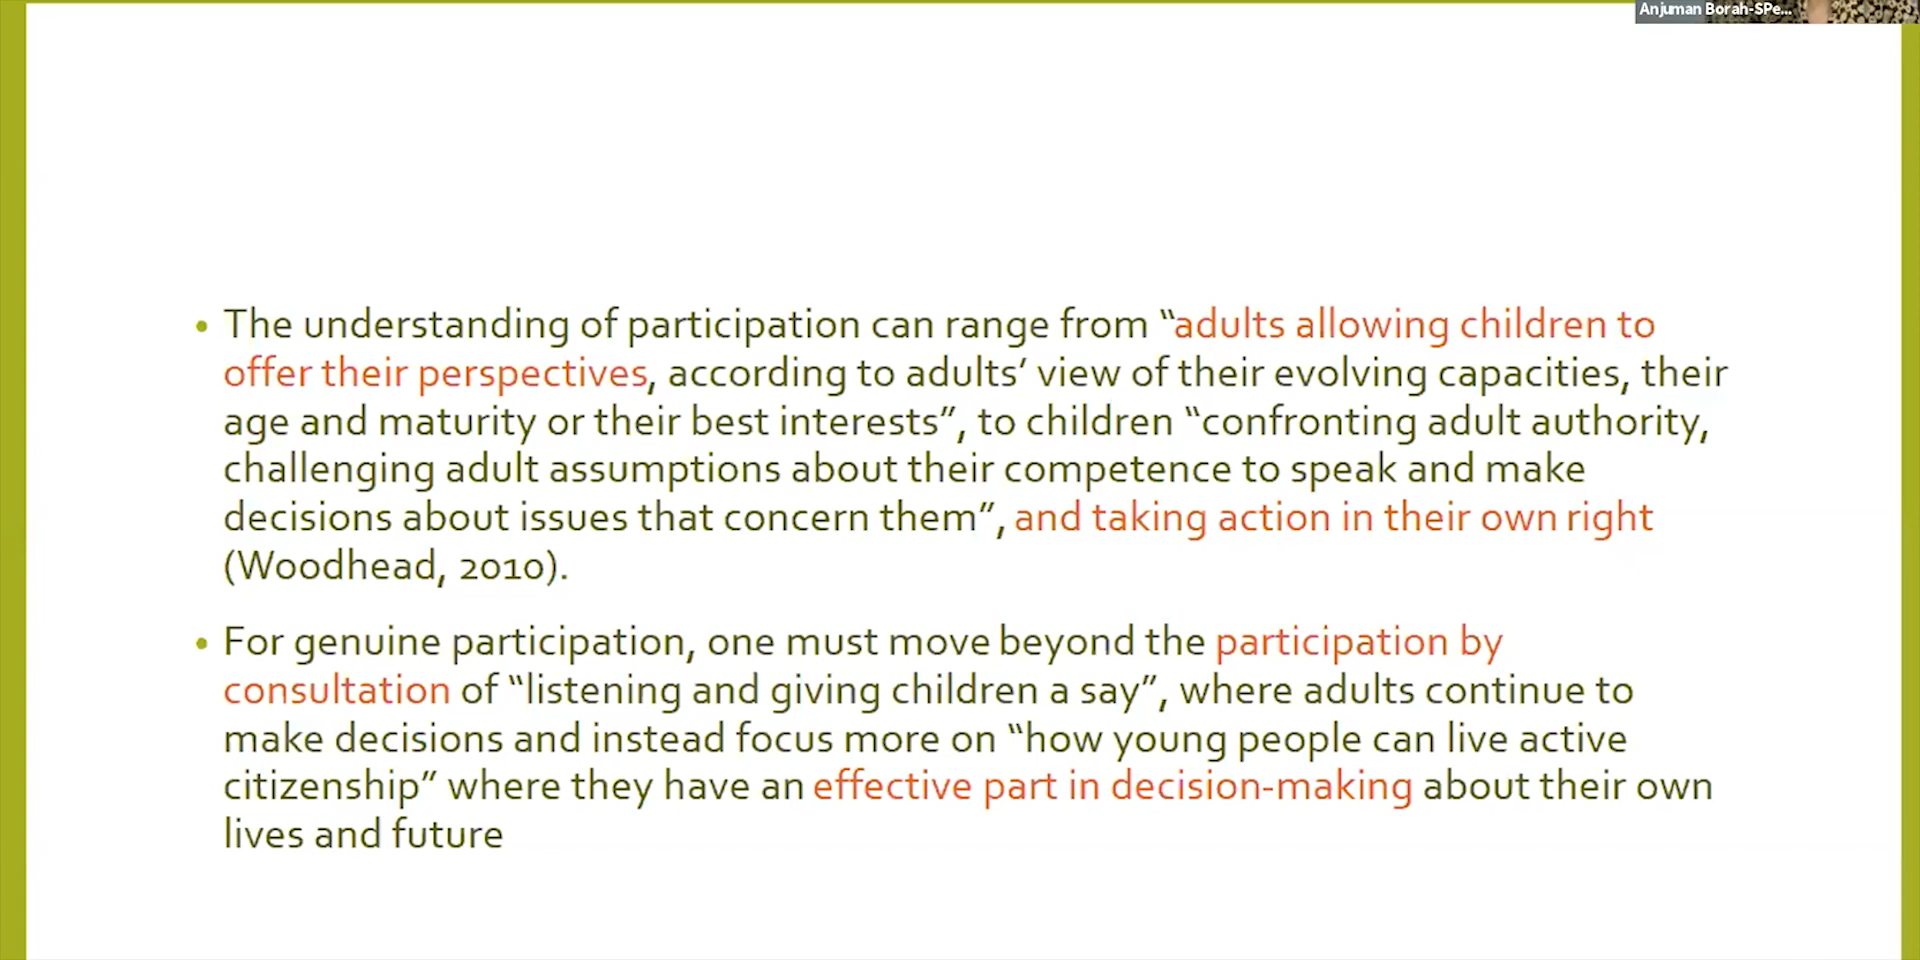 Anjuman Borah-SPe...
• The understanding of participation can range from “adults allowing children to
offer their perspectives, according to adults’ view of their evolving capacities, their
age and maturity or their best interests”, to children “confronting adult authority,
challenging adult assumptions about their competence to speak and make
decisions about issues that concern them”, and taking action in their own right
(Woodhead, 2010).
• For genuine participation, one must move beyond the participation by
consultation of “listening and giving children a say”, where adults continue to
make decisions and instead focus more on “how young people can live active
citizenship” where they have an effective part in decision-making about their own
lives and future